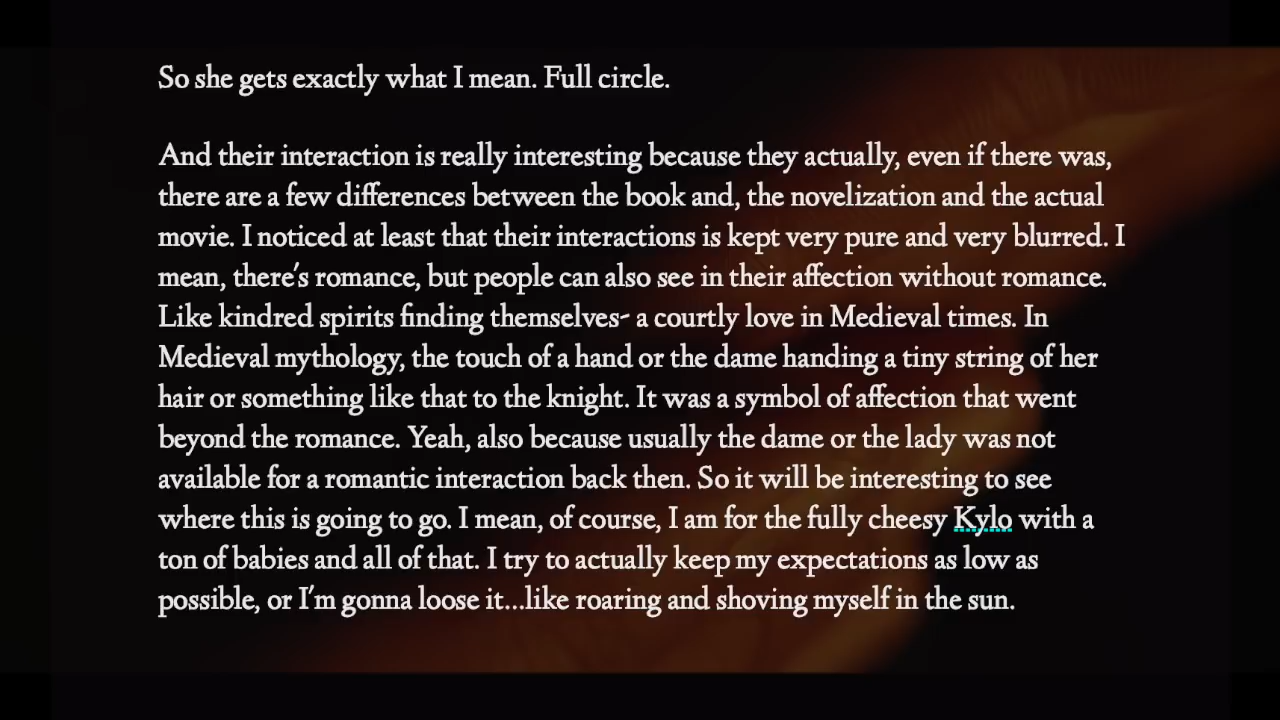 So she gets exactly what I mean. Full circle.
And their interaction is really interesting because they actually, even if there was,
there are a few differences between the book and, the novelization and the actual
movie. I noticed at least that their interactions is kept very pure and very blurred. I
mean, there's romance, but people can also see in their affection without romance.
Like kindred spirits finding themselves- a courtly love in Medieval times. In
Medieval mythology, the touch of a hand or the dame handing a tiny string of her
hair or something like that to the knight. It was a symbol of affection that went
beyond the romance. Yeah, also because usually the dame or the lady was not
available for a romantic interaction back then. So it will be interesting to see
where this is going to go. I mean, of course, I am for the fully cheesy Kylo with a
ton of babies and all of that. I try to actually keep my expectations as low as
possible, or I'm gonna loose it...like roaring and shoving myself in the sun.